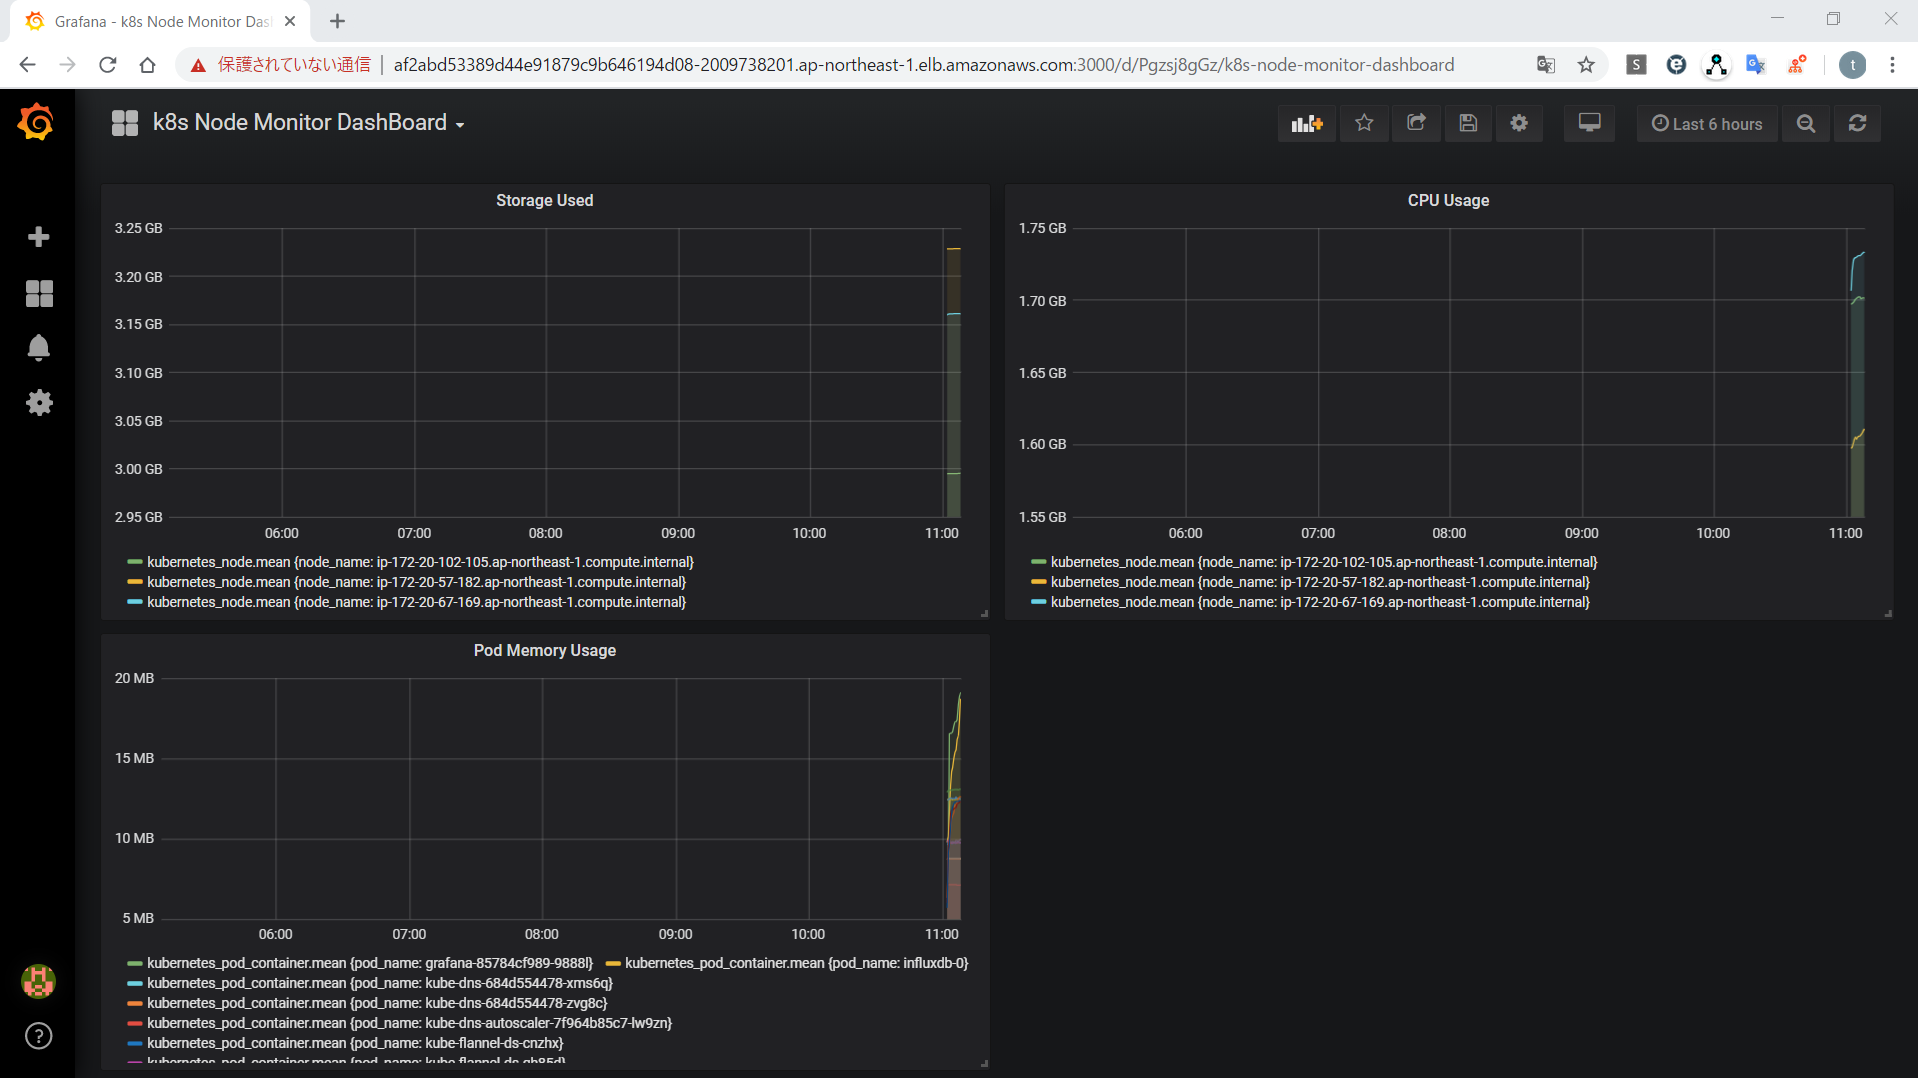 Grafana - k8s Node Monitor Das
保護されていない通信 | af2abd53389d44e91879c9b646194d08-2009738201.ap-northeast-1.elb.amazonaws.com:3000/d/Pgzsj8gGz/k8s-node-monitor-dashboard
S
t
k8s Node Monitor DashBoard
Last 6 hours
Storage Used
3.25 GB
3.20 GB
3.15 GB
3.10 GB
3.05 GB
3.00 GB
2.95 GB
06:00 07:00 08:00 09:00 10:00 11:00
kubernetes_node.mean {node_name: ip-172-20-102-105.ap-northeast-1.compute.internal}
kubernetes_node.mean {node_name: ip-172-20-57-182.ap-northeast-1.compute.internal}
kubernetes_node.mean {node_name: ip-172-20-67-169.ap-northeast-1.compute.internal}
CPU Usage
1.75 GB
1.70 GB
1.65 GB
1.60 GB
1.55 GB
06:00 07:00 08:00 09:00 10:00 11:00
kubernetes_node.mean {node_name: ip-172-20-102-105.ap-northeast-1.compute.internal}
kubernetes_node.mean {node_name: ip-172-20-57-182.ap-northeast-1.compute.internal}
kubernetes_node.mean {node_name: ip-172-20-67-169.ap-northeast-1.compute.internal}
Pod Memory Usage
20 MB
15 MB
10 MB
5 MB
06:00 07:00 08:00 09:00 10:00 11:00
kubernetes_pod_container.mean {pod_name: grafana-85784cf989-9888l} kubernetes_pod_container.mean {pod_name: influxdb-0}
kubernetes_pod_container.mean {pod_name: kube-dns-684d554478-xms6q}
kubernetes_pod_container.mean {pod_name: kube-dns-684d554478-zvg8c}
kubernetes_pod_container.mean {pod_name: kube-dns-autoscaler-7f964b85c7-lw9zn}
kubernetes_pod_container.mean {pod_name: kube-flannel-ds-cnzhx}
kubernetes_pod_container.mean {pod_name: kube-flannel-ds-gh85d}